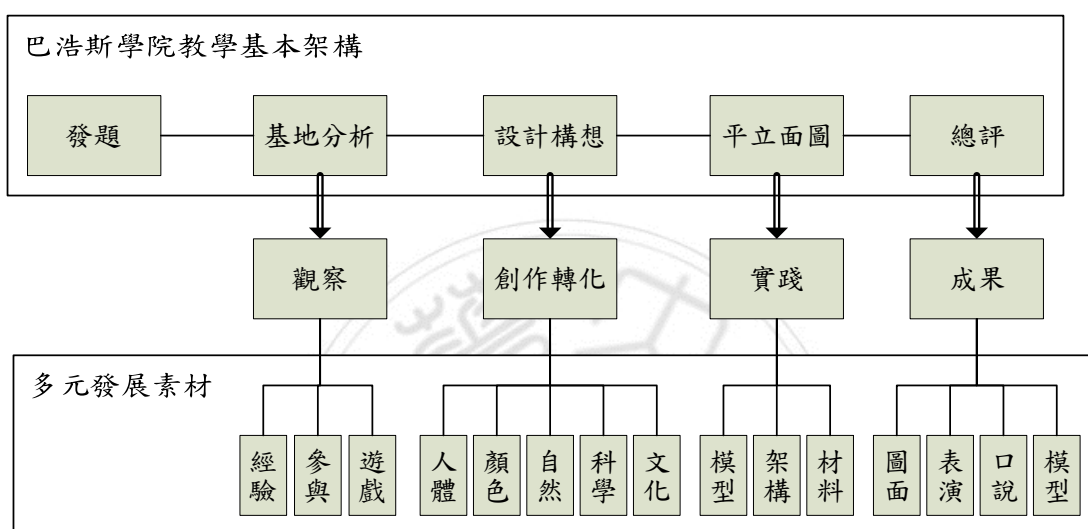 巴浩斯學院教學基本架構
發題
基地分析
設計構想
平立面圖
總評
觀察
創作轉化
實踐
成果
多元發展素材
經驗
參與
遊戲
人體
顏色
自然
科學
文化
模型
架構
材料
圖面
表演
口說
模型